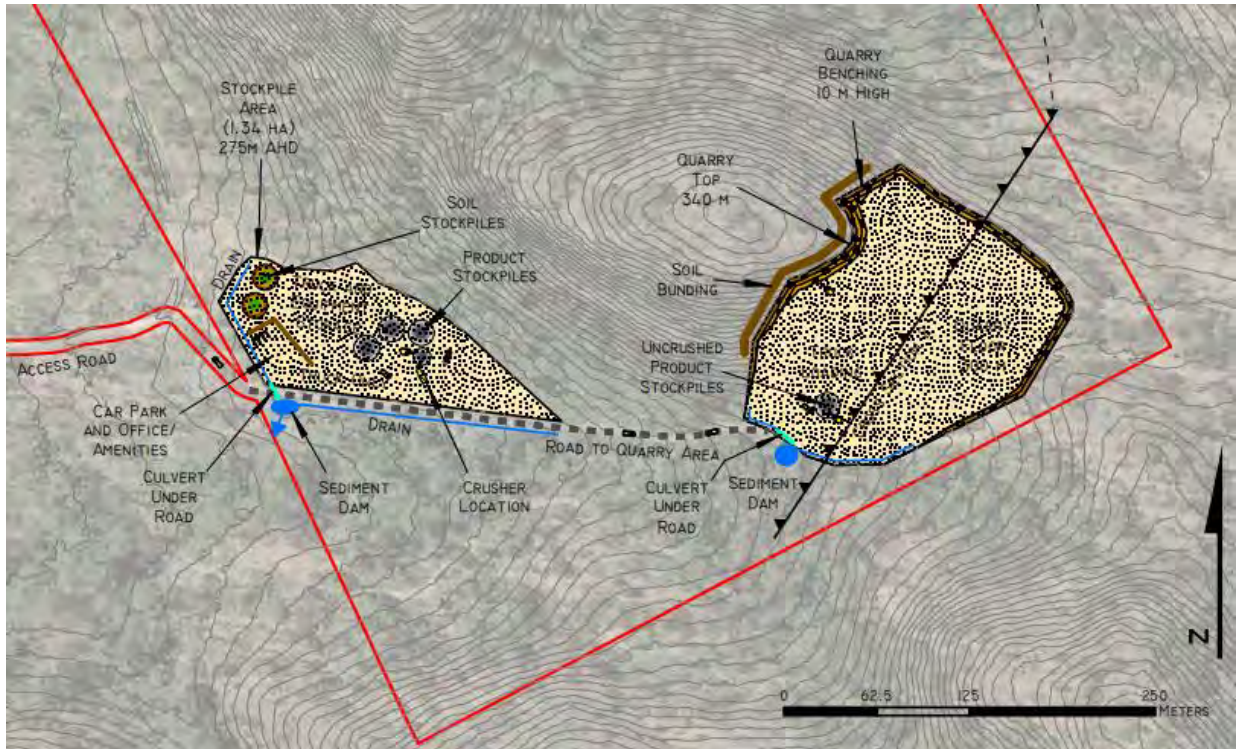 Quarry
Benching
10 m High
Stockpile
Area
(1.34 ha)
275m AHD
Quarry
Top
340 m
Soil
Stockpiles
Product
Stockpiles
Drain
Soil
Bunding
Uncrushed
Product
Stockpiles
Access Road
Car Park
and Office/
Amenities
Drain
Road to Quarry Area
Culvert
Under
Road
Sediment
Dam
Crusher
Location
Culvert
Under
Road
Sediment
Dam
N
0 62.5 125 250
Meters